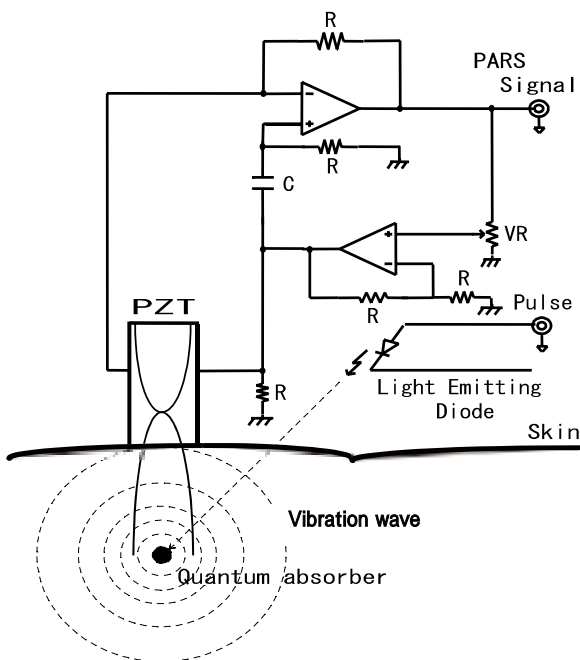 R
PARS
Signal
R
C
VR
R
R
Pulse
PZT
R
Light Emitting
Diode
Skin
Vibration wave
Quantum absorber